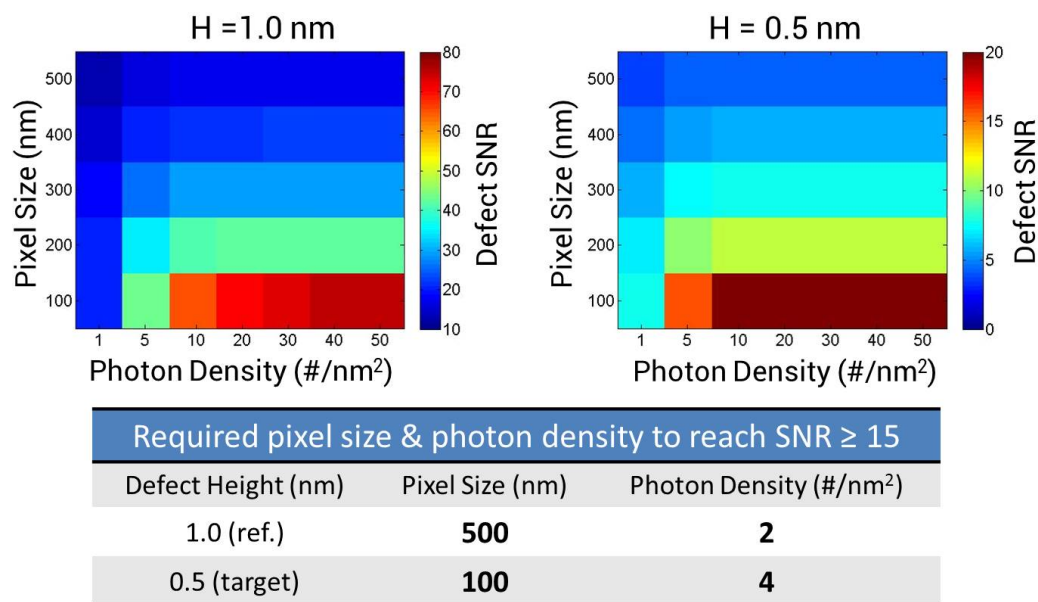 H =1.0 nm
H = 0.5 nm
Pixel Size (nm)
500
400
300
200
100
1 5 10 20 30 40 50
Photon Density (#/nm²)
80
70
60
50
40
30
20
10
Defect SNR
Pixel Size (nm)
500
400
300
200
100
1 5 10 20 30 40 50
Photon Density (#/nm²)
20
15
10
5
0
Defect SNR
Required pixel size & photon density to reach SNR ≥ 15
Defect Height (nm) Pixel Size (nm) Photon Density (#/nm²)
1.0 (ref.) 500 2
0.5 (target) 100 4